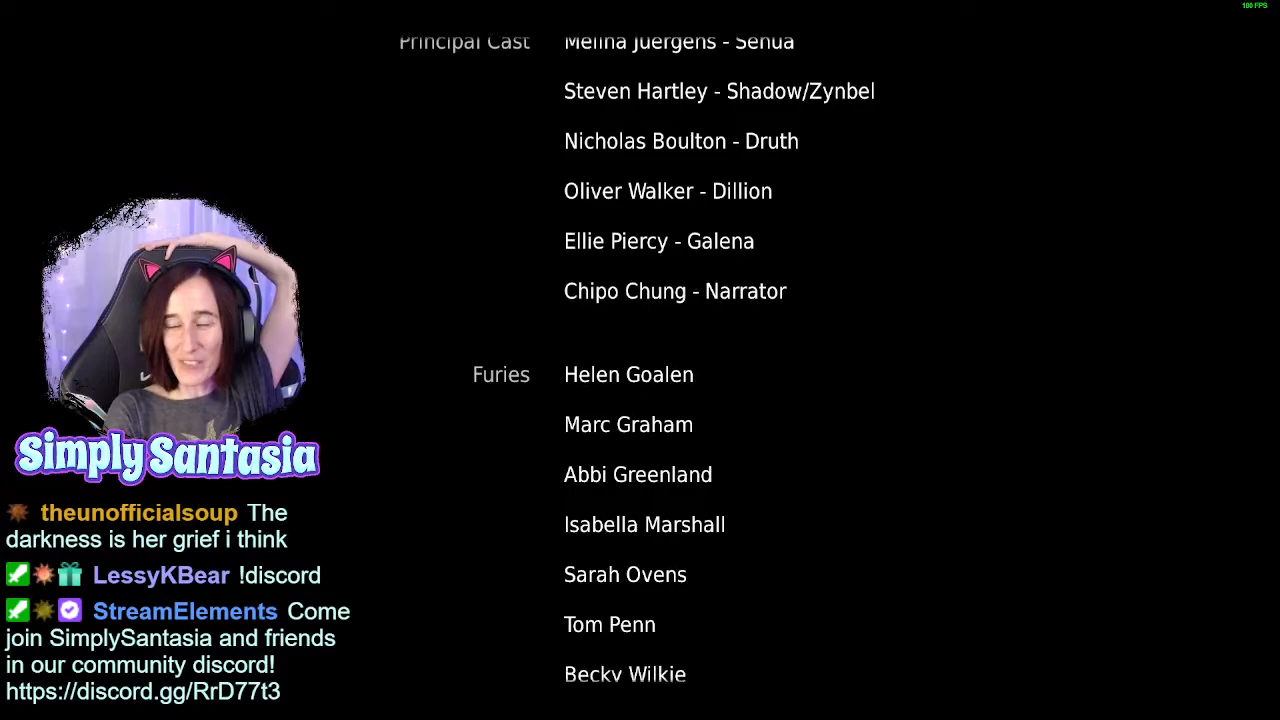 180 FPS
Principal Cast Melina Juergens - Senua
Steven Hartley - Shadow/Zynbel
Nicholas Boulton - Druth
Oliver Walker - Dillion
Ellie Piercy - Galena
Chipo Chung - Narrator
Furies Helen Goalen
Marc Graham
Abbi Greenland
Isabella Marshall
Sarah Ovens
Tom Penn
Becky Wilkie
Simply Santasia
theunofficialsoup The
darkness is her grief i think
LessyKBear !discord
StreamElements Come
join SimplySantasia and friends
in our community discord!
https://discord.gg/RrD77t3